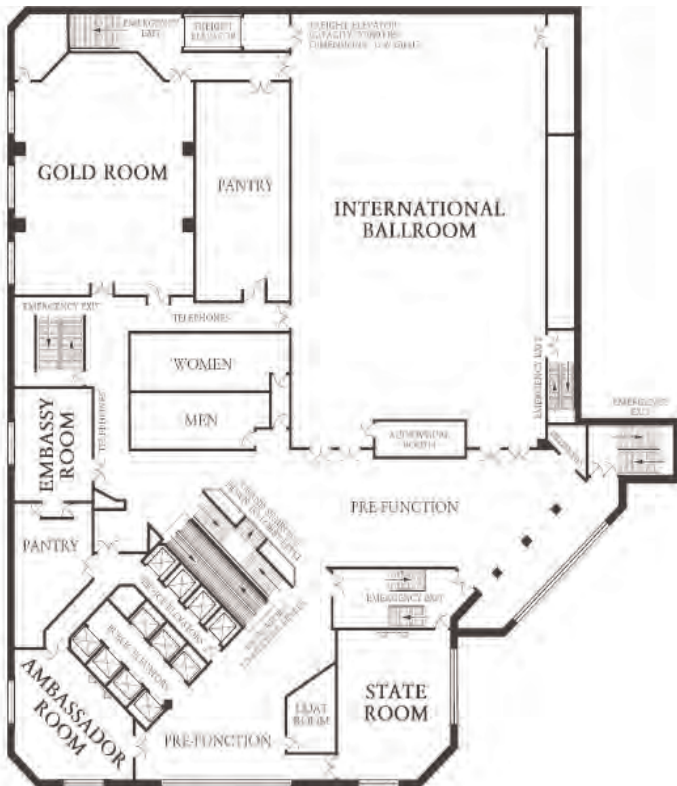 EMERGENCY
EXIT
FREIGHT
ELEVATOR
FREIGHT ELEVATOR
GOLD ROOM
PANTRY
INTERNATIONAL
BALLROOM
EMERGENCY EXIT
TELEPHONES
WOMEN
MEN
EMERGENCY EXIT
EMERGENCY
EXIT
TELEPHONES
EMBASSY
ROOM
AUDIOVISUAL
BOOTH
PRE-FUNCTION
PANTRY
SERVICE ELEVATORS
PUBLIC ELEVATORS
EMERGENCY EXIT
AMBASSADOR
ROOM
PRE-FUNCTION
COAT
ROOM
STATE
ROOM